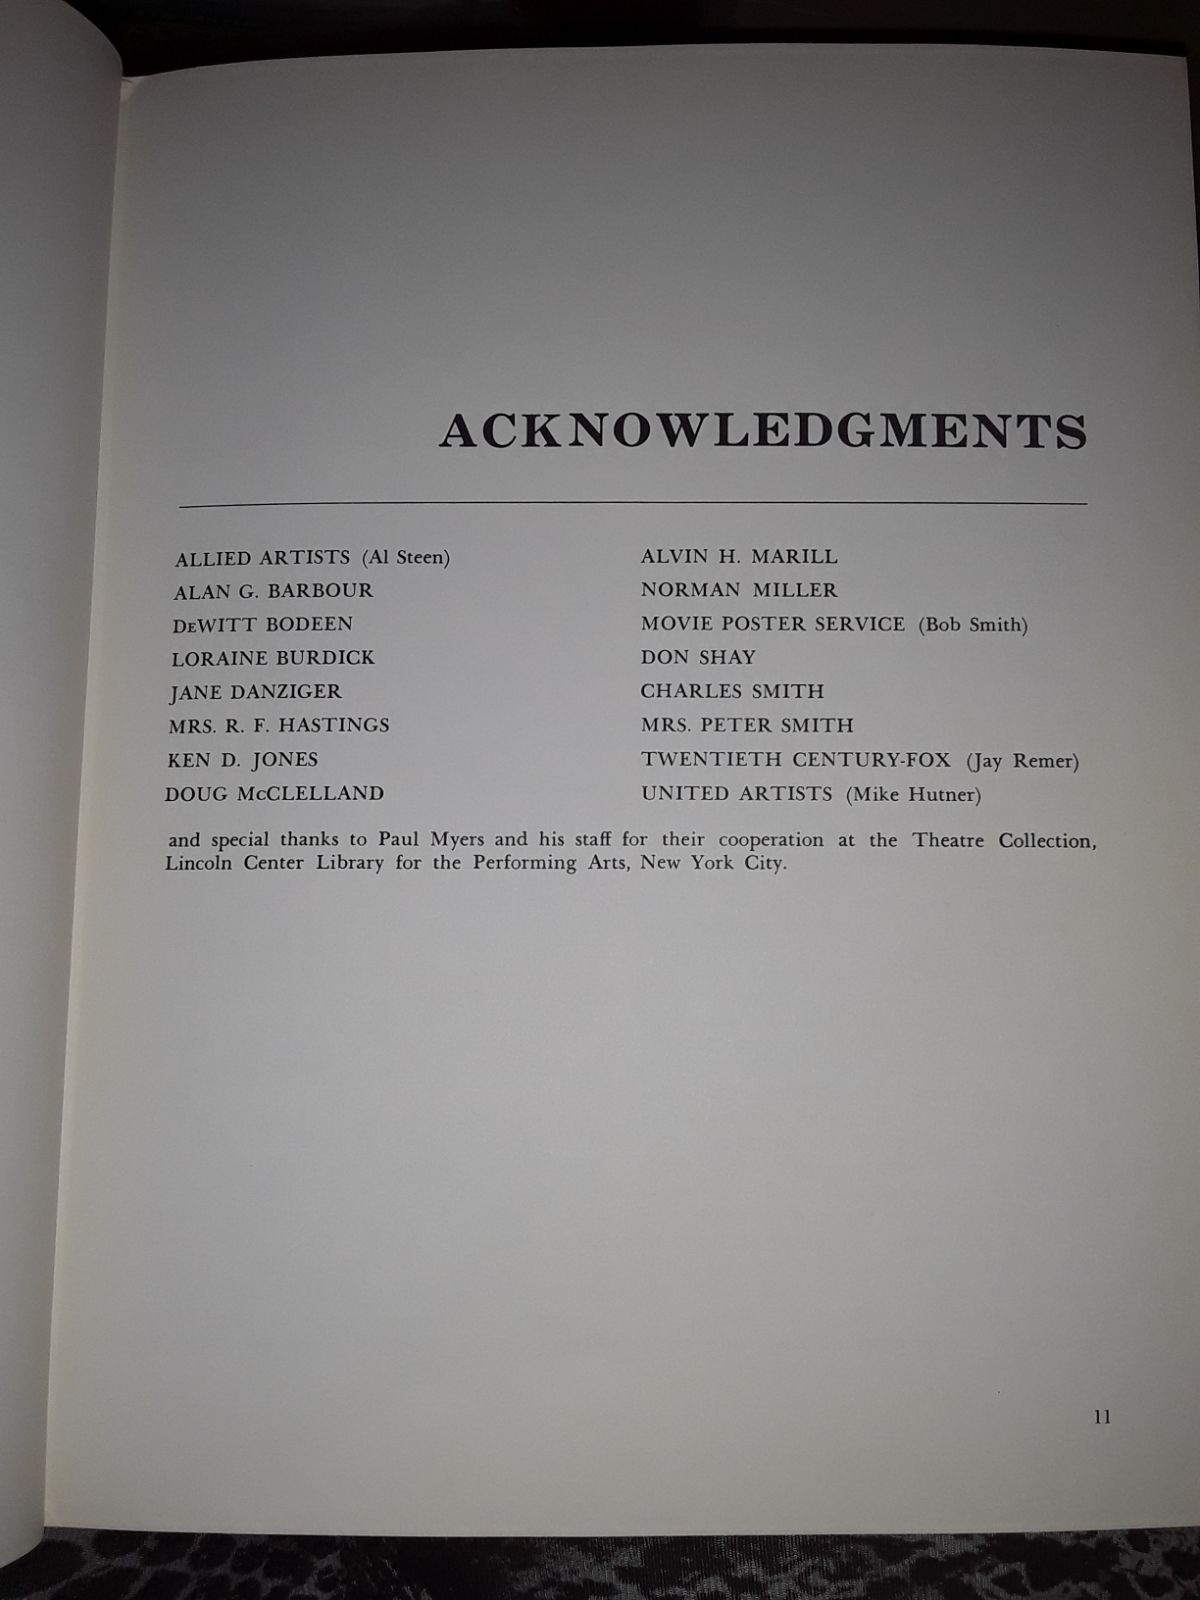 ACKNOWLEDGMENTS
ALLIED ARTISTS (Al Steen)
ALAN G. BARBOUR
DeWITT BODEEN
LORAINE BURDICK
JANE DANZIGER
MRS. R. F. HASTINGS
KEN D. JONES
DOUG McCLELLAND
ALVIN H. MARILL
NORMAN MILLER
MOVIE POSTER SERVICE (Bob Smith)
DON SHAY
CHARLES SMITH
MRS. PETER SMITH
TWENTIETH CENTURY-FOX (Jay Remer)
UNITED ARTISTS (Mike Hutner)
and special thanks to Paul Myers and his staff for their cooperation at the Theatre Collection,
Lincoln Center Library for the Performing Arts, New York City.
11